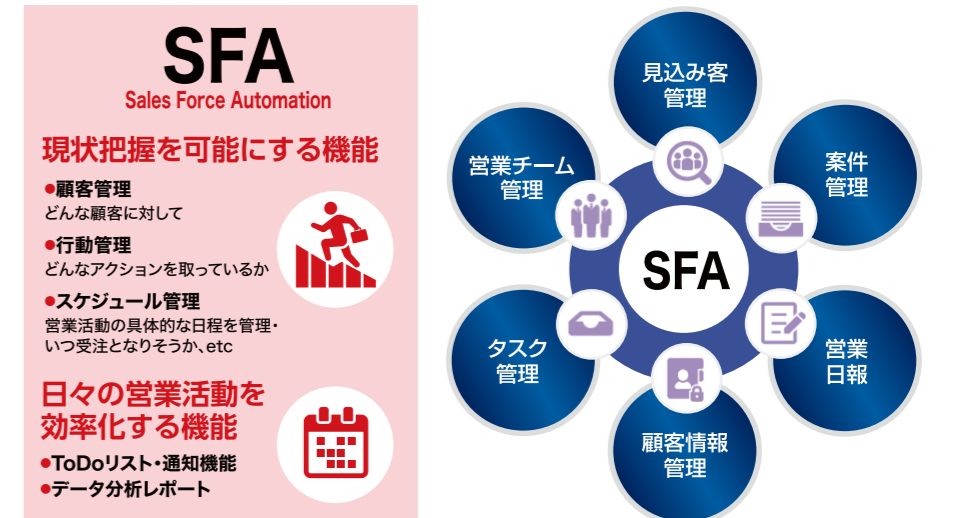 SFA
Sales Force Automation
現状把握を可能にする機能
●顧客管理
どんな顧客に対して
●行動管理
どんなアクションを取っているか
●スケジュール管理
営業活動の具体的な日程を管理・
いつ受注となりそうか、etc
日々の営業活動を
効率化する機能
●ToDoリスト・通知機能
●データ分析レポート
見込み客
管理
営業チーム
管理
案件
管理
SFA
タスク
管理
営業
日報
顧客情報
管理